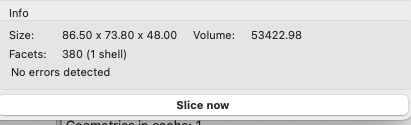 Info
Size: 86.50 x 73.80 x 48.00 Volume: 53422.98
Facets: 380 (1 shell)
No errors detected
Slice now
Geometries in cache: 1